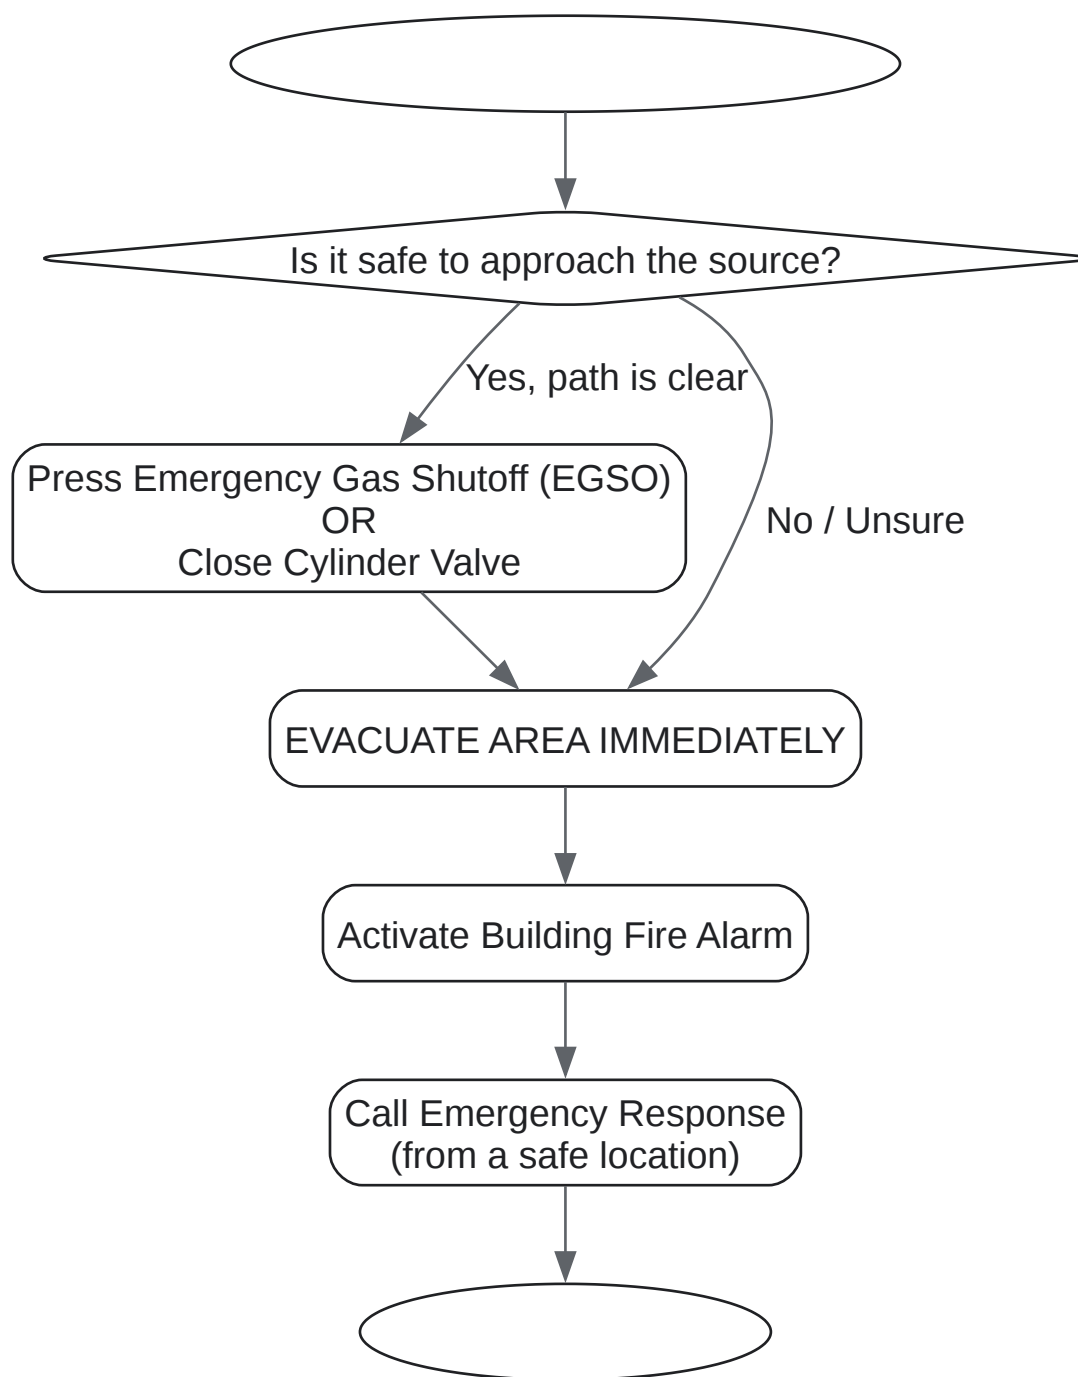 Is it safe to approach the source?
Yes, path is clear
Press Emergency Gas Shutoff (EGSO)
OR
Close Cylinder Valve
No / Unsure
EVACUATE AREA IMMEDIATELY
Activate Building Fire Alarm
Call Emergency Response
(from a safe location)